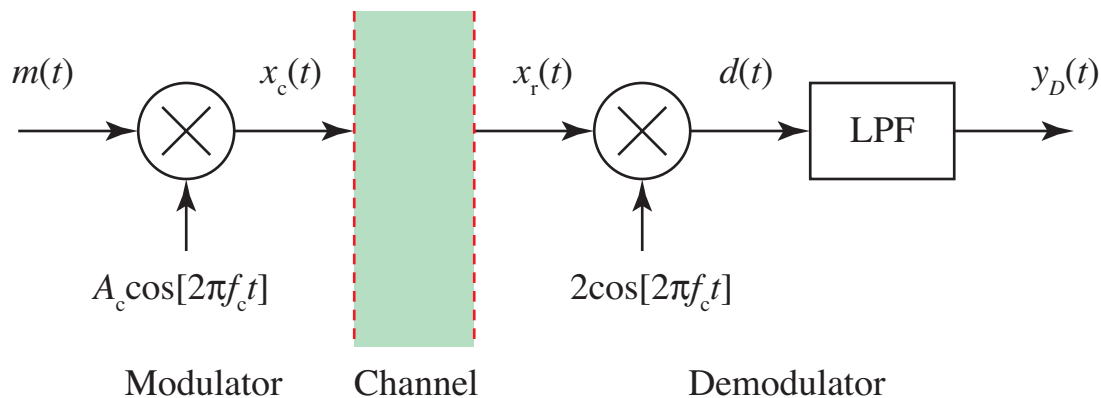 m(t) x_c(t) x_r(t) d(t) y_D(t)
LPF
A_c cos[2πf_c t] 2cos[2πf_c t]
Modulator Channel Demodulator